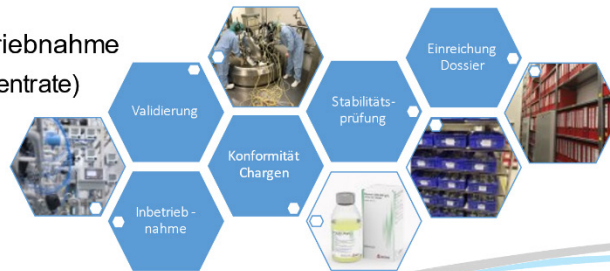 riebnahme
entrate)
Einreichung
Dossier
Validierung
Stabilitäts-
prüfung
Konformität
Chargen
Inbetrieb -
nahme